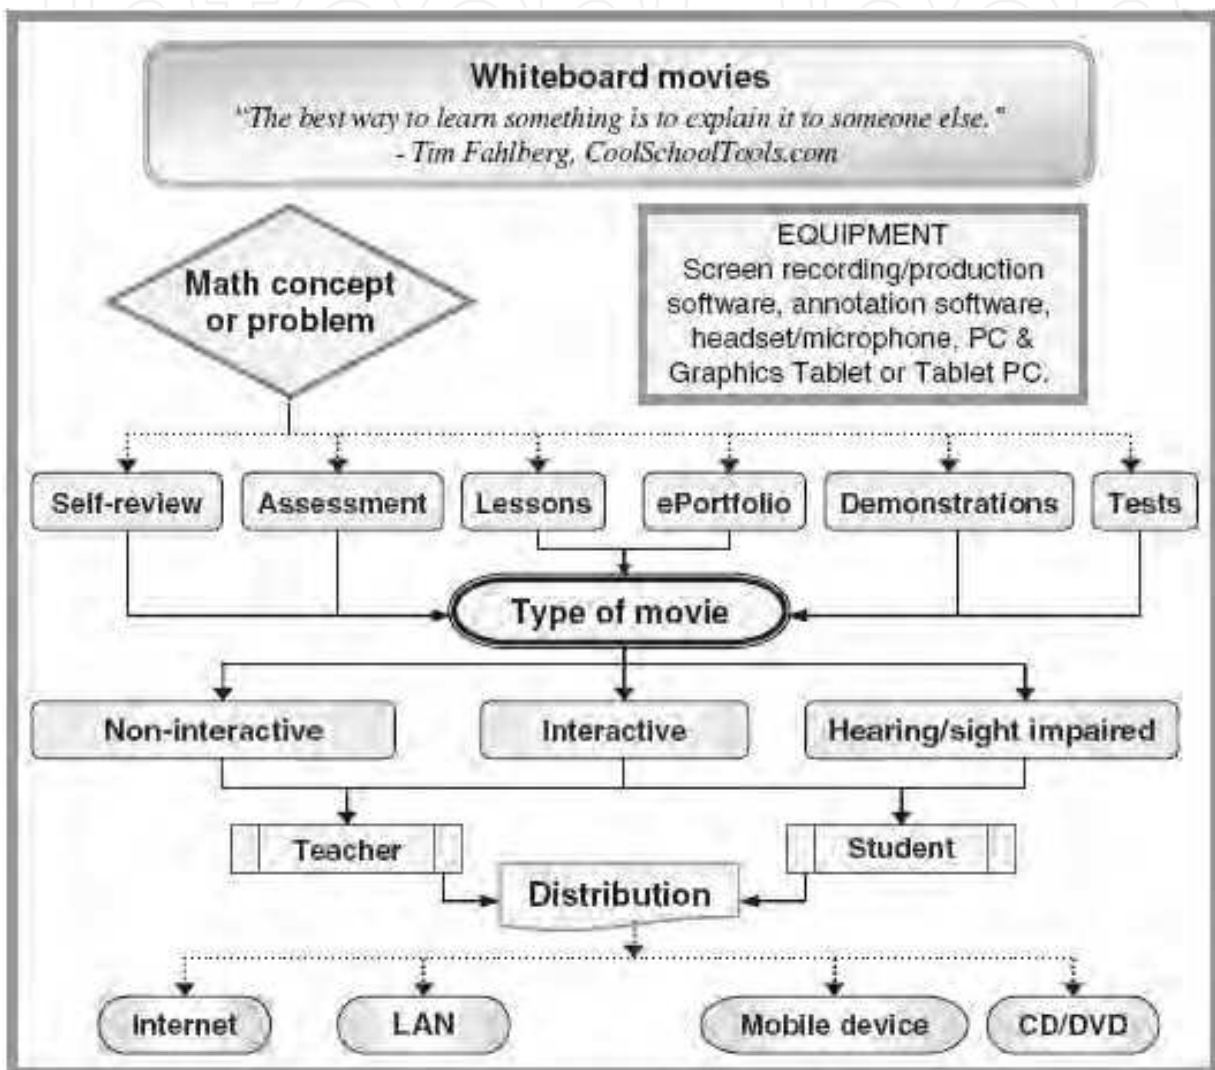 Whiteboard movies
"The best way to learn something is to explain it to someone else."
- Tim Fahlberg, CoolSchoolTools.com
Math concept
or problem
EQUIPMENT
Screen recording/production
software, annotation software,
headset/microphone, PC &
Graphics Tablet or Tablet PC.
Self-review
Assessment
Lessons
ePortfolio
Demonstrations
Tests
Type of movie
Non-interactive
Interactive
Hearing/sight impaired
Teacher
Student
Distribution
Internet
LAN
Mobile device
CD/DVD